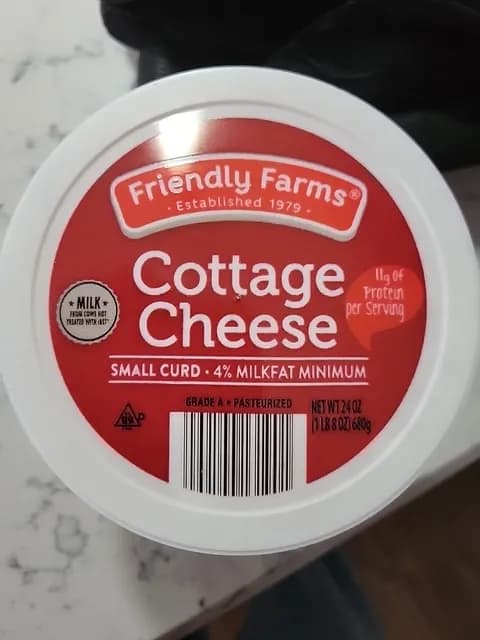 Friendly Farms®
· Established 1979 ·
Cottage
Cheese
11g of
Protein
per Serving
★ MILK ★
FROM COWS NOT
TREATED WITH rBST*
SMALL CURD · 4% MILKFAT MINIMUM
GRADE A • PASTEURIZED
NET WT 24 OZ
(1 LB 8 OZ) 680g
P